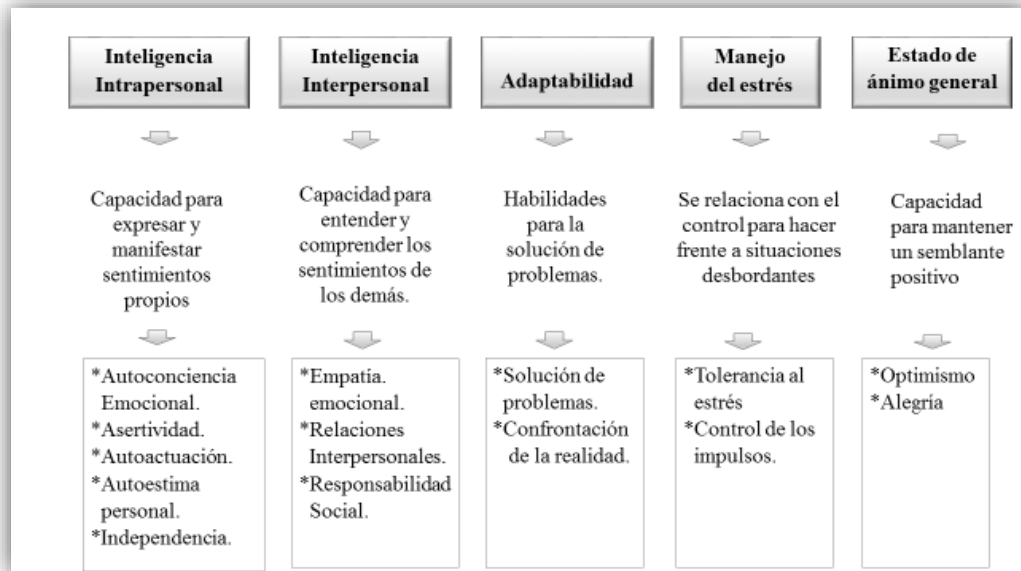 Inteligencia
Intrapersonal
Inteligencia
Interpersonal
Adaptabilidad
Manejo
del estrés
Estado de
ánimo general
Capacidad para
expresar y
manifestar
sentimientos
propios
Capacidad para
entender y
comprender los
sentimientos de
los demás.
Habilidades
para la
solución de
problemas.
Se relaciona con el
control para hacer
frente a situaciones
desbordantes
Capacidad
para mantener
un semblante
positivo
*Autoconciencia
Emocional.
*Asertividad.
*Autoactuación.
*Autoestima
personal.
*Independencia.
*Empatía.
emocional.
*Relaciones
Interpersonales.
*Responsabilidad
Social.
*Solución de
problemas.
*Confrontación
de la realidad.
*Tolerancia al
estrés
*Control de los
impulsos.
*Optimismo
*Alegría